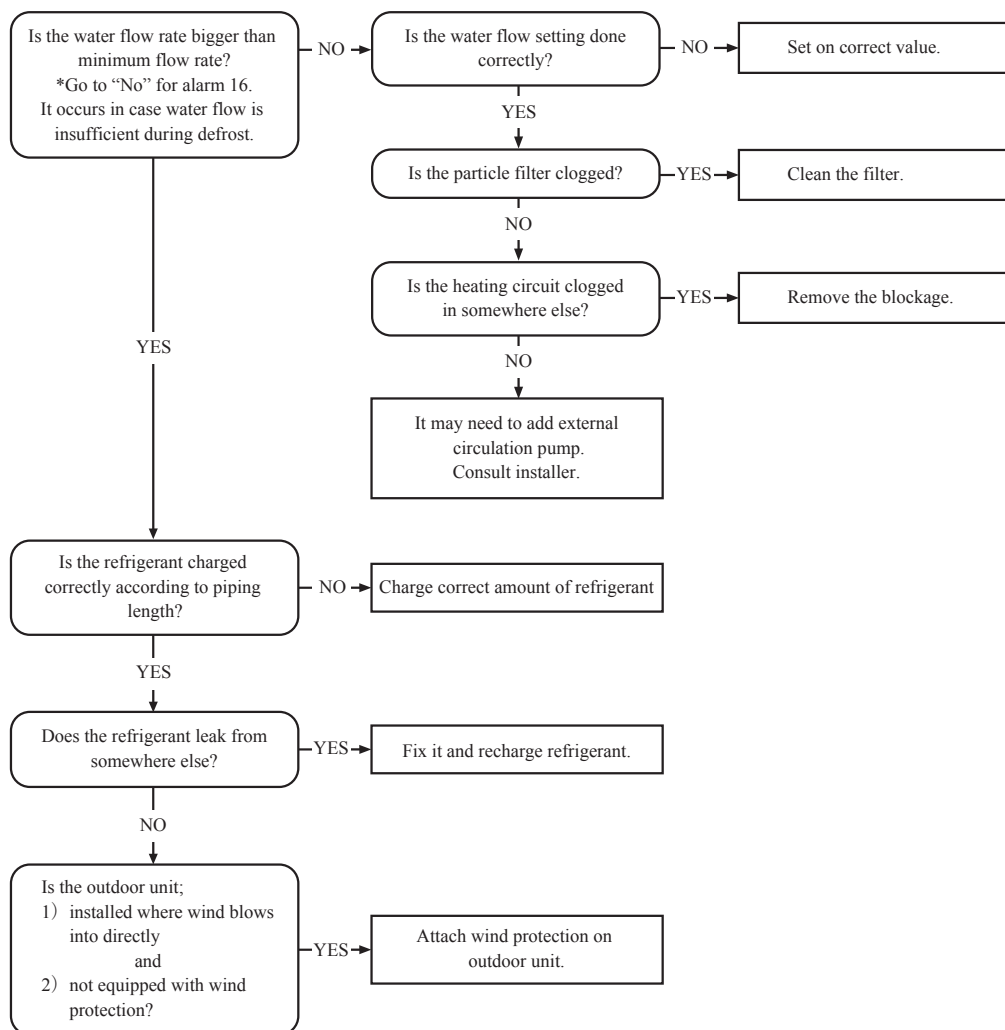 Is the water flow rate bigger than
minimum flow rate?
*Go to “No” for alarm 16.
It occurs in case water flow is
insufficient during defrost.
NO
Is the water flow setting done
correctly?
NO
Set on correct value.
YES
Is the particle filter clogged?
YES
Clean the filter.
NO
Is the heating circuit clogged
in somewhere else?
YES
Remove the blockage.
YES
NO
It may need to add external
circulation pump.
Consult installer.
Is the refrigerant charged
correctly according to piping
length?
NO
Charge correct amount of refrigerant
YES
Does the refrigerant leak from
somewhere else?
YES
Fix it and recharge refrigerant.
NO
Is the outdoor unit;
1) installed where wind blows
into directly
and
2) not equipped with wind
protection?
YES
Attach wind protection on
outdoor unit.